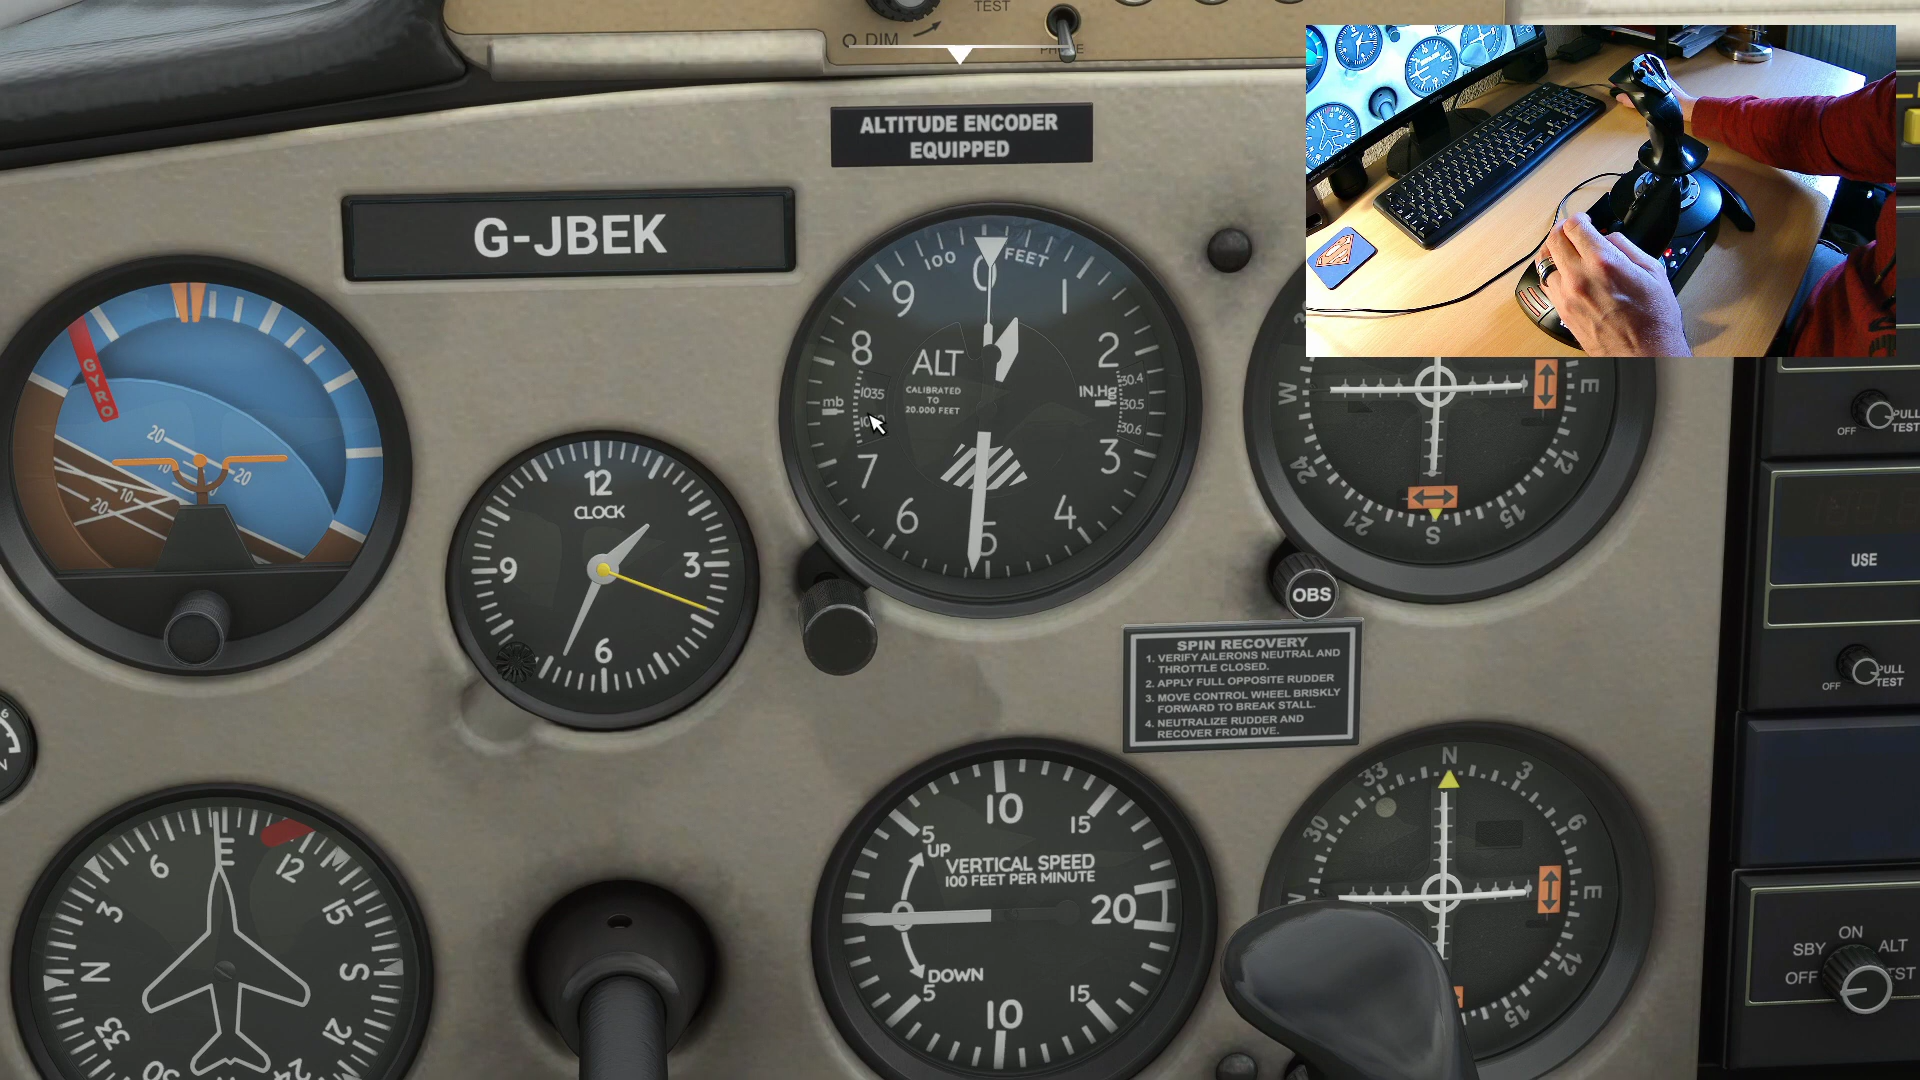 TEST
DIM
PHONE
ALTITUDE ENCODER
EQUIPPED
G-JBEK
GYRO
20
10
20
20
10
12
CLOCK
3
6
9
100 FEET
0
1
2
3
4
5
6
7
8
9
ALT
CALIBRATED
TO
20.000 FEET
mb
1035
IN.Hg
30.4
30.5
30.6
W
E
24
12
21
15
S
OBS
PULL
TEST
OFF
USE
PULL
TEST
OFF
SPIN RECOVERY
1. VERIFY AILERONS NEUTRAL AND
THROTTLE CLOSED.
2. APPLY FULL OPPOSITE RUDDER
3. MOVE CONTROL WHEEL BRISKLY
FORWARD TO BREAK STALL.
4. NEUTRALIZE RUDDER AND
RECOVER FROM DIVE.
6
E
12
3
15
N
S
33
21
30
24
10
5
15
UP
VERTICAL SPEED
100 FEET PER MINUTE
20
DOWN
5
15
10
N
33
3
30
6
E
12
15
ON
SBY
ALT
OFF
TST